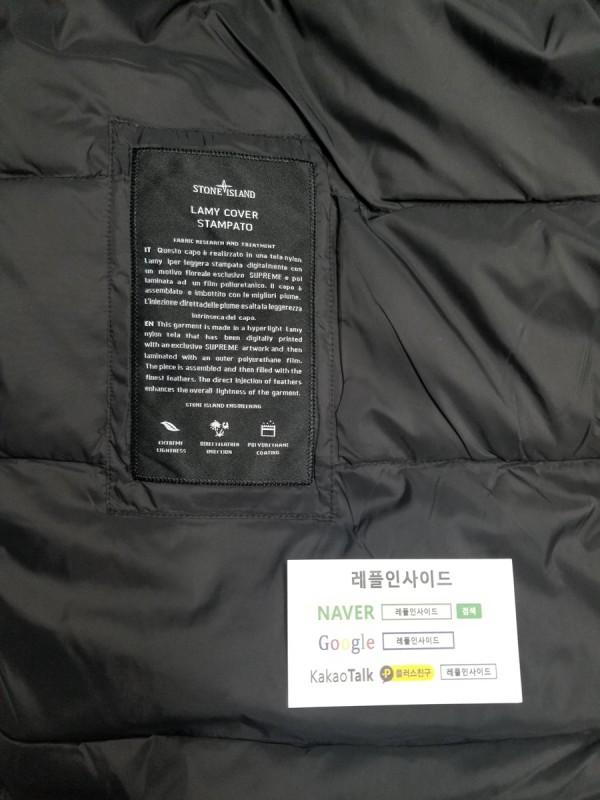 STONE ISLAND
LAMY COVER
STAMPATO
FABRIC RESEARCH AND TREATMENT
IT Questo capo è realizzato in una tela nylon
Lamy iper leggera stampata digitalmente con
un motivo floreale esclusivo SUPREME e poi
laminata ad un film poliuretanico. Il capo è
assemblato e imbottito con le migliori piume.
L'iniezione diretta delle piume esalta la leggerezza
intrinseca del capo.
EN This garment is made in a hyper light Lamy
nylon tela that has been digitally printed
with an exclusive SUPREME artwork and then
laminated with an outer polyurethane film.
The piece is assembled and then filled with the
finest feathers. The direct injection of feathers
enhances the overall lightness of the garment.
STONE ISLAND ENGINEERING
EXTREME DIRECT FEATHER POLYURETHANE
LIGHTNESS INJECTION COATING
레플인사이드
NAVER 레플인사이드 검색
Google 레플인사이드
KakaoTalk P 플러스친구 레플인사이드